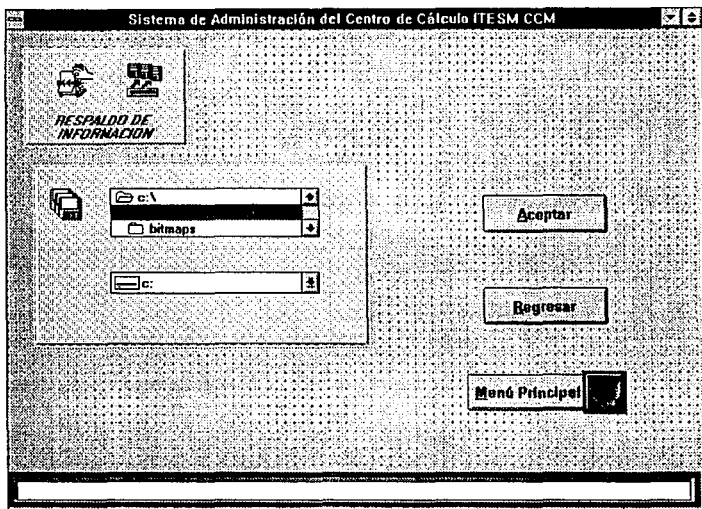 Sistema de Administración del Centro de Cálculo ITESM CCM
RESPALDO DE
INFORMACION
c:\
bitmaps
c:
Aceptar
Regresar
Menú Principal